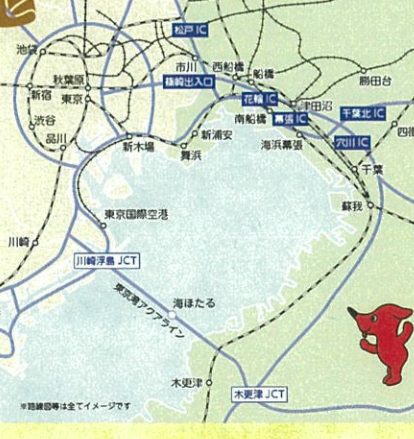 松戸IC
池袋
市川
西船橋
船橋
勝田台
秋葉原
篠崎出入口
新宿
東京
花輪IC
津田沼
千葉北IC
渋谷
新浦安
南船橋
幕張IC
四街
品川
新木場
舞浜
海浜幕張
穴川IC
千葉
蘇我
東京国際空港
川崎
川崎浮島JCT
海ほたる
東京湾アクアライン
木更津
木更津JCT
※路線図等は全てイメージです